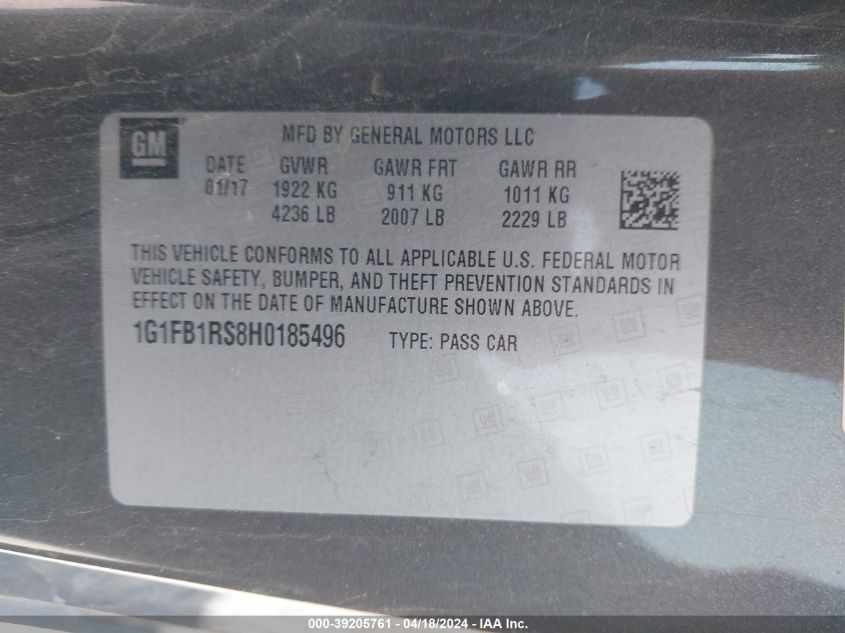 GM
MFD BY GENERAL MOTORS LLC
DATE GVWR GAWR FRT GAWR RR
01/17 1922 KG 911 KG 1011 KG
4236 LB 2007 LB 2229 LB
THIS VEHICLE CONFORMS TO ALL APPLICABLE U.S. FEDERAL MOTOR
VEHICLE SAFETY, BUMPER, AND THEFT PREVENTION STANDARDS IN
EFFECT ON THE DATE OF MANUFACTURE SHOWN ABOVE.
1G1FB1RS8H0185496 TYPE: PASS CAR
000-39205761 - 04/18/2024 - IAA Inc.